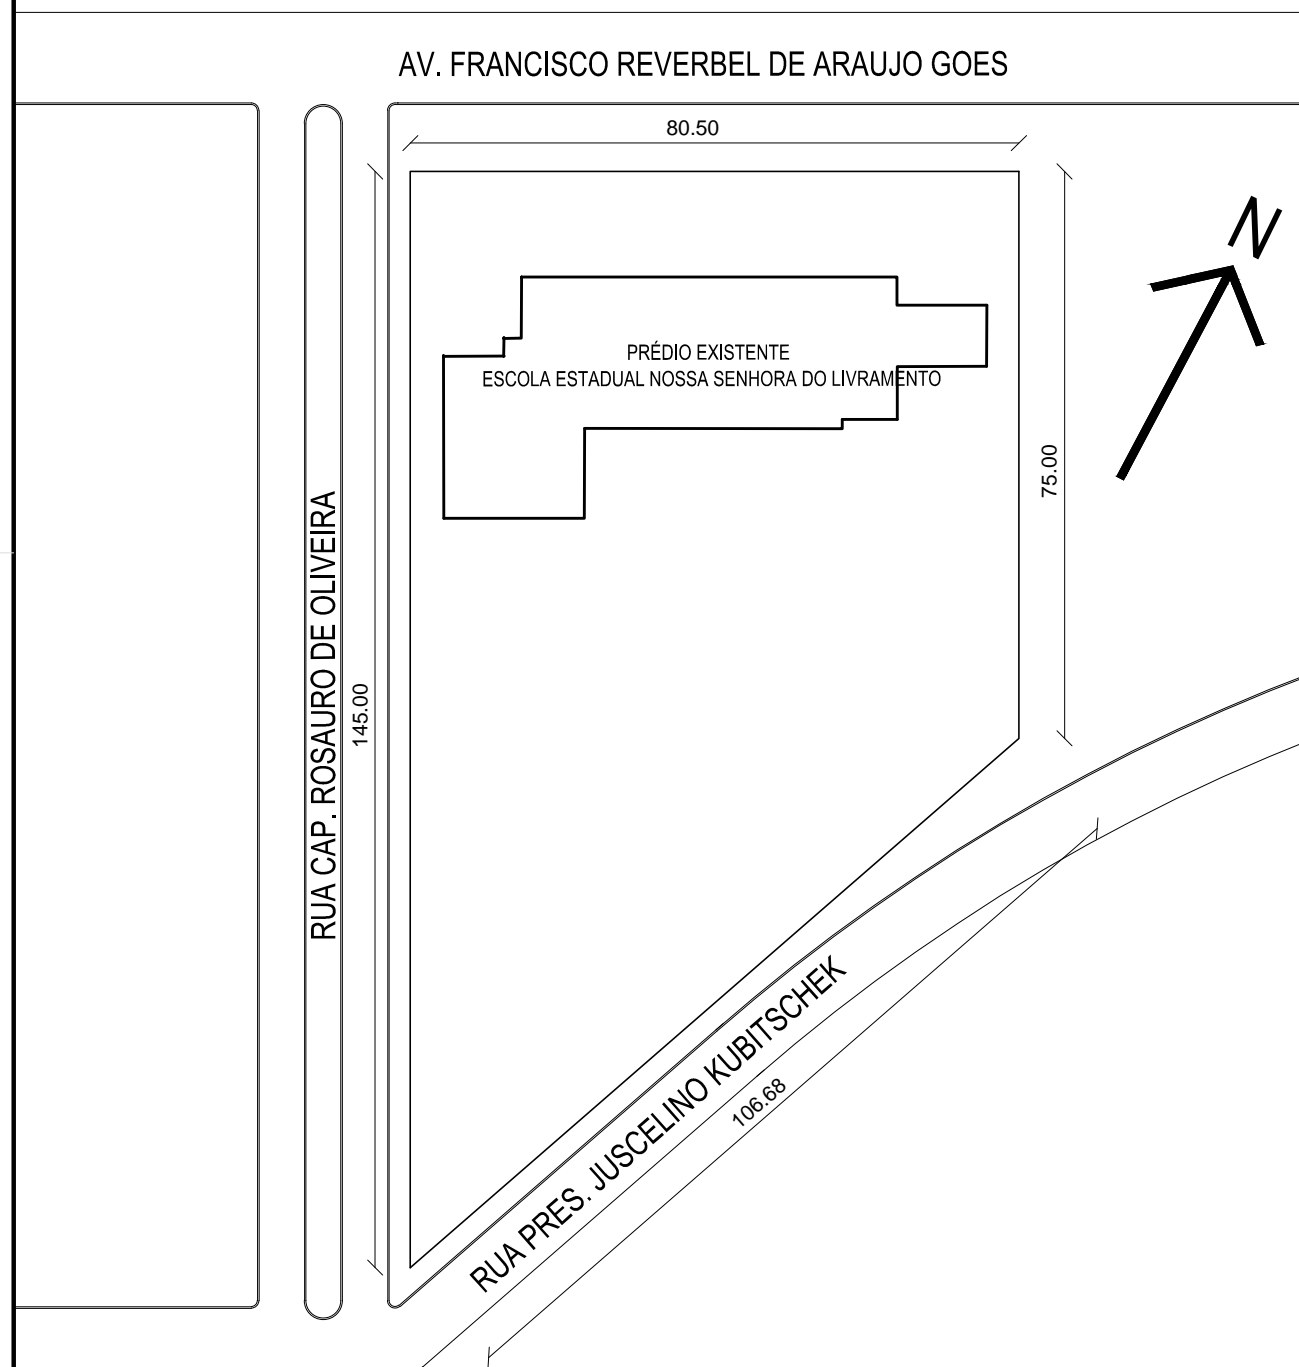 AV. FRANCISCO REVERBEL DE ARAUJO GOES
80.50
N
PRÉDIO EXISTENTE
ESCOLA ESTADUAL NOSSA SENHORA DO LIVRAMENTO
75.00
RUA CAP. ROSAURO DE OLIVEIRA
145.00
RUA PRES. JUSCELINO KUBITSCHEK
106.68